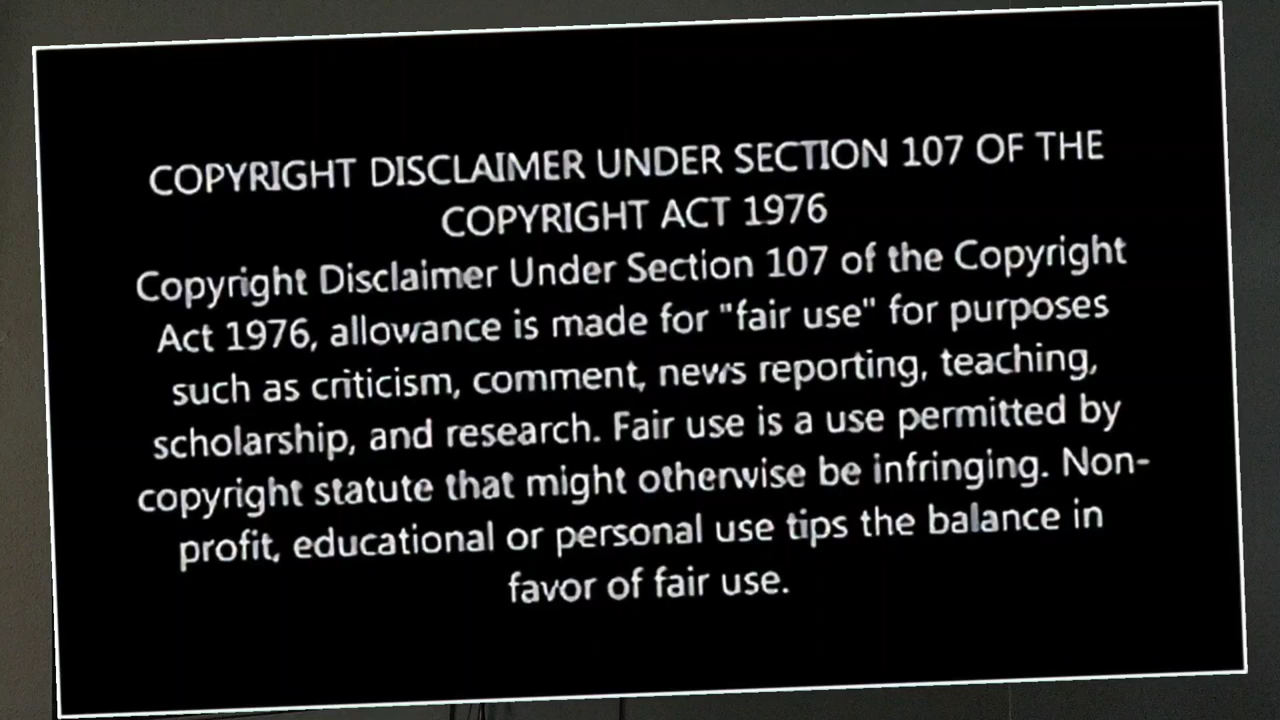 COPYRIGHT DISCLAIMER UNDER SECTION 107 OF THE
COPYRIGHT ACT 1976
Copyright Disclaimer Under Section 107 of the Copyright
Act 1976, allowance is made for "fair use" for purposes
such as criticism, comment, news reporting, teaching,
scholarship, and research. Fair use is a use permitted by
copyright statute that might otherwise be infringing. Non-
profit, educational or personal use tips the balance in
favor of fair use.